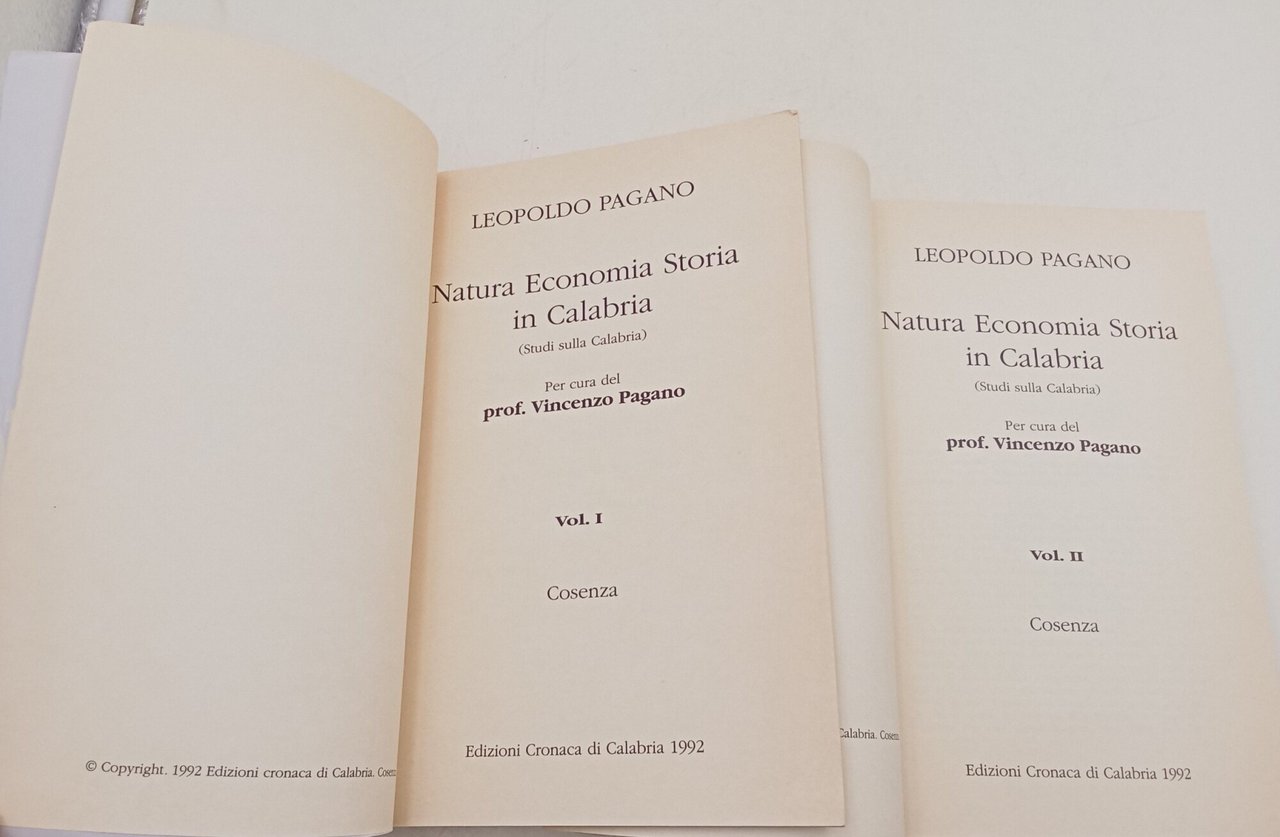 © Copyright. 1992 Edizioni cronaca di Calabria.
LEOPOLDO PAGANO
Natura Economia Storia
in Calabria
(Studi sulla Calabria)
Per cura del
prof. Vincenzo Pagano
Vol. I
Cosenza
Edizioni Cronaca di Calabria 1992
Calabria.
LEOPOLDO PAGANO
Natura Economia Storia
in Calabria
(Studi sulla Calabria)
Per cura del
prof. Vincenzo Pagano
Vol. II
Cosenza
Edizioni Cronaca di Calabria 1992